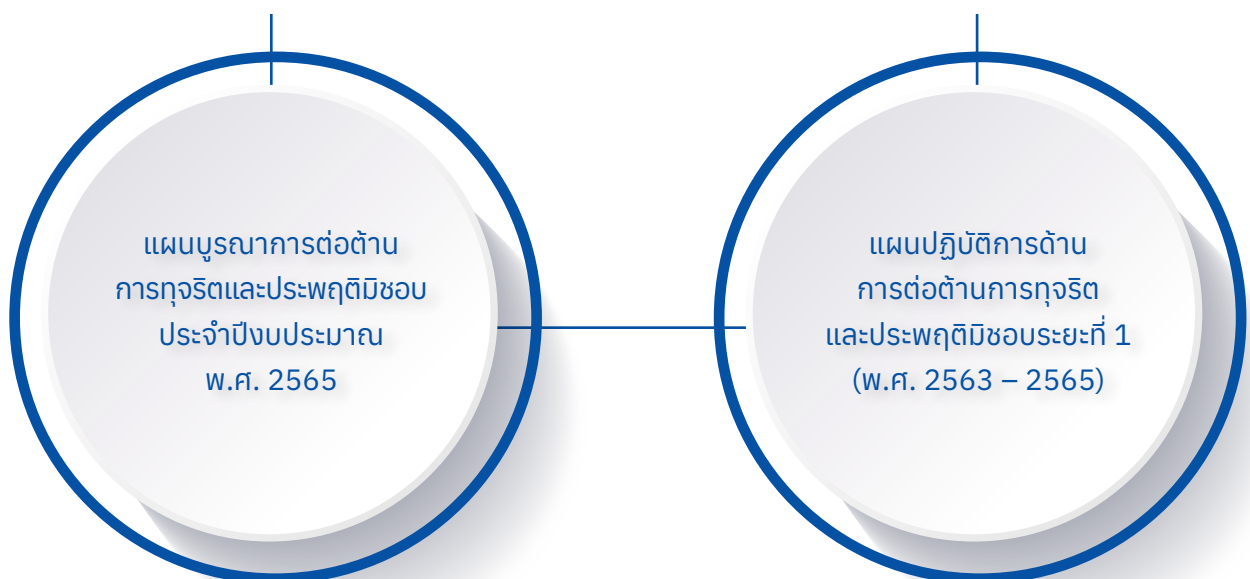 แผนบูรณาการต่อต้าน
การทุจริตและประพฤติมิชอบ
ประจำปีงบประมาณ
พ.ศ. 2565
แผนปฏิบัติการด้าน
การต่อต้านการทุจริต
และประพฤติมิชอบระยะที่ 1
(พ.ศ. 2563 – 2565)